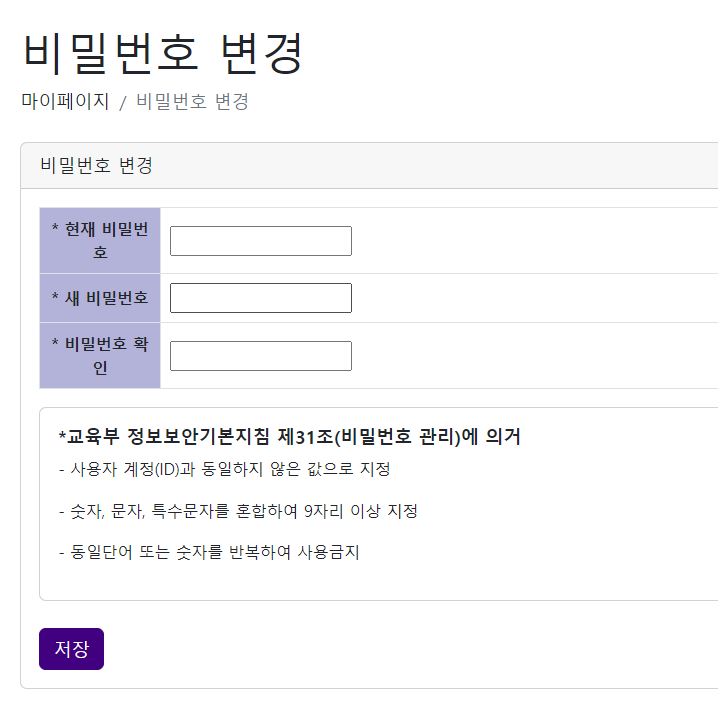 비밀번호 변경
마이페이지 / 비밀번호 변경
비밀번호 변경
* 현재 비밀번
호
* 새 비밀번호
* 비밀번호 확
인
*교육부 정보보안기본지침 제31조(비밀번호 관리)에 의거
- 사용자 계정(ID)과 동일하지 않은 값으로 지정
- 숫자, 문자, 특수문자를 혼합하여 9자리 이상 지정
- 동일단어 또는 숫자를 반복하여 사용금지
저장